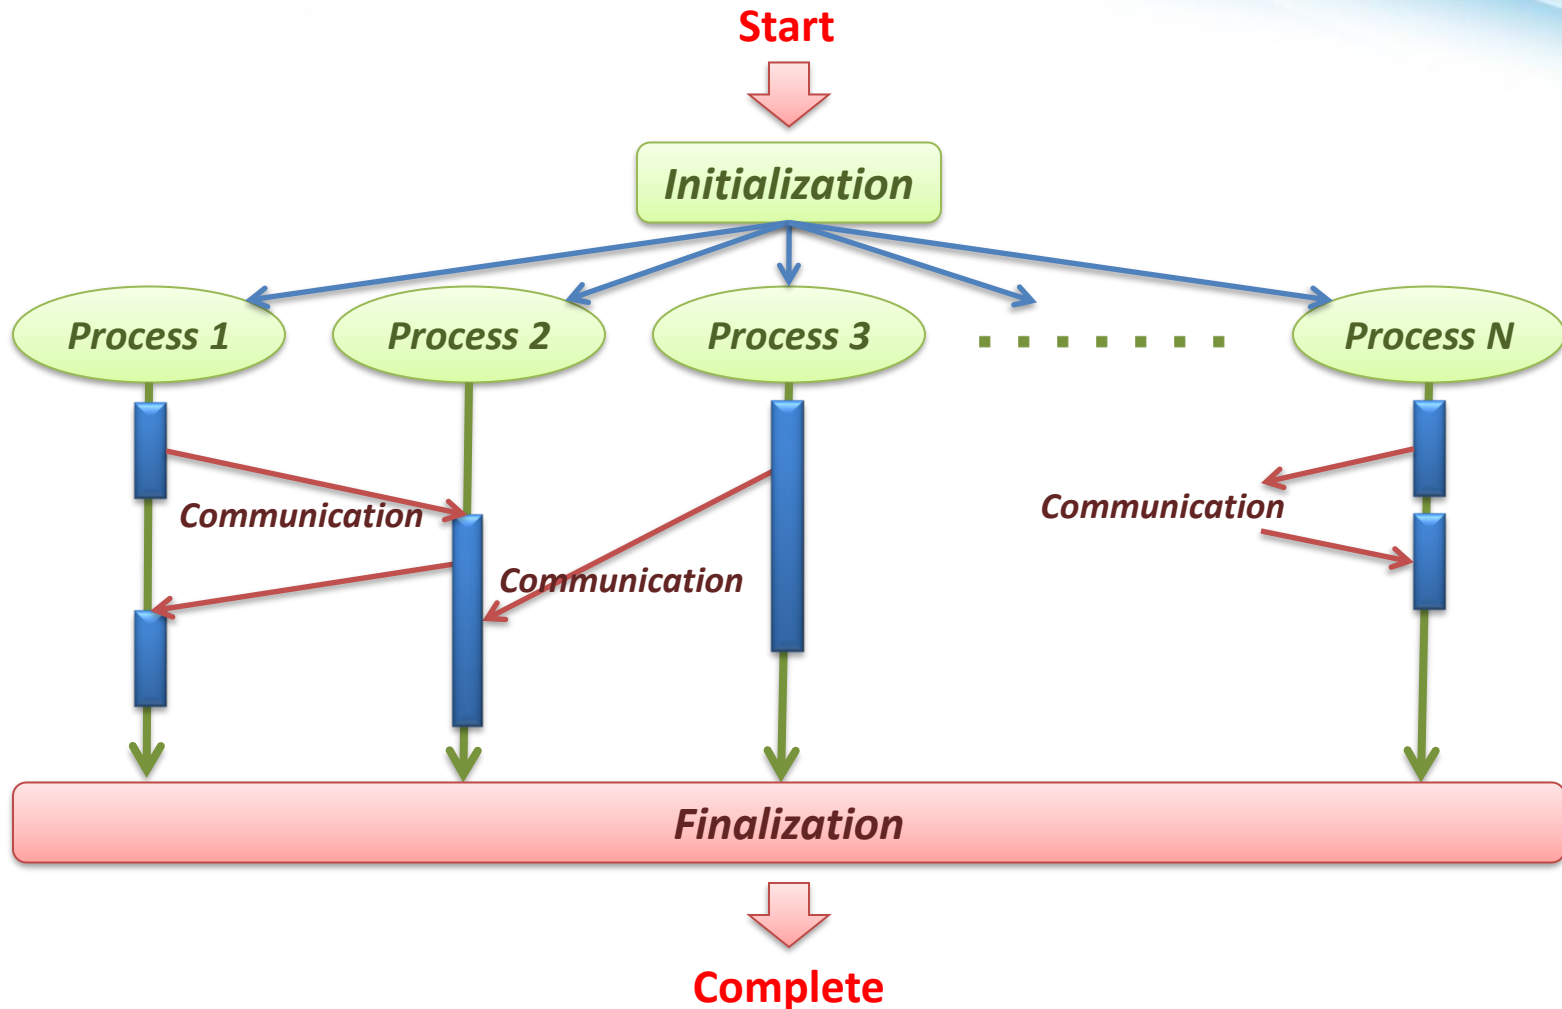 Start
Initialization
Process 1
Process 2
Process 3
.......
Process N
Communication
Communication
Communication
Finalization
Complete